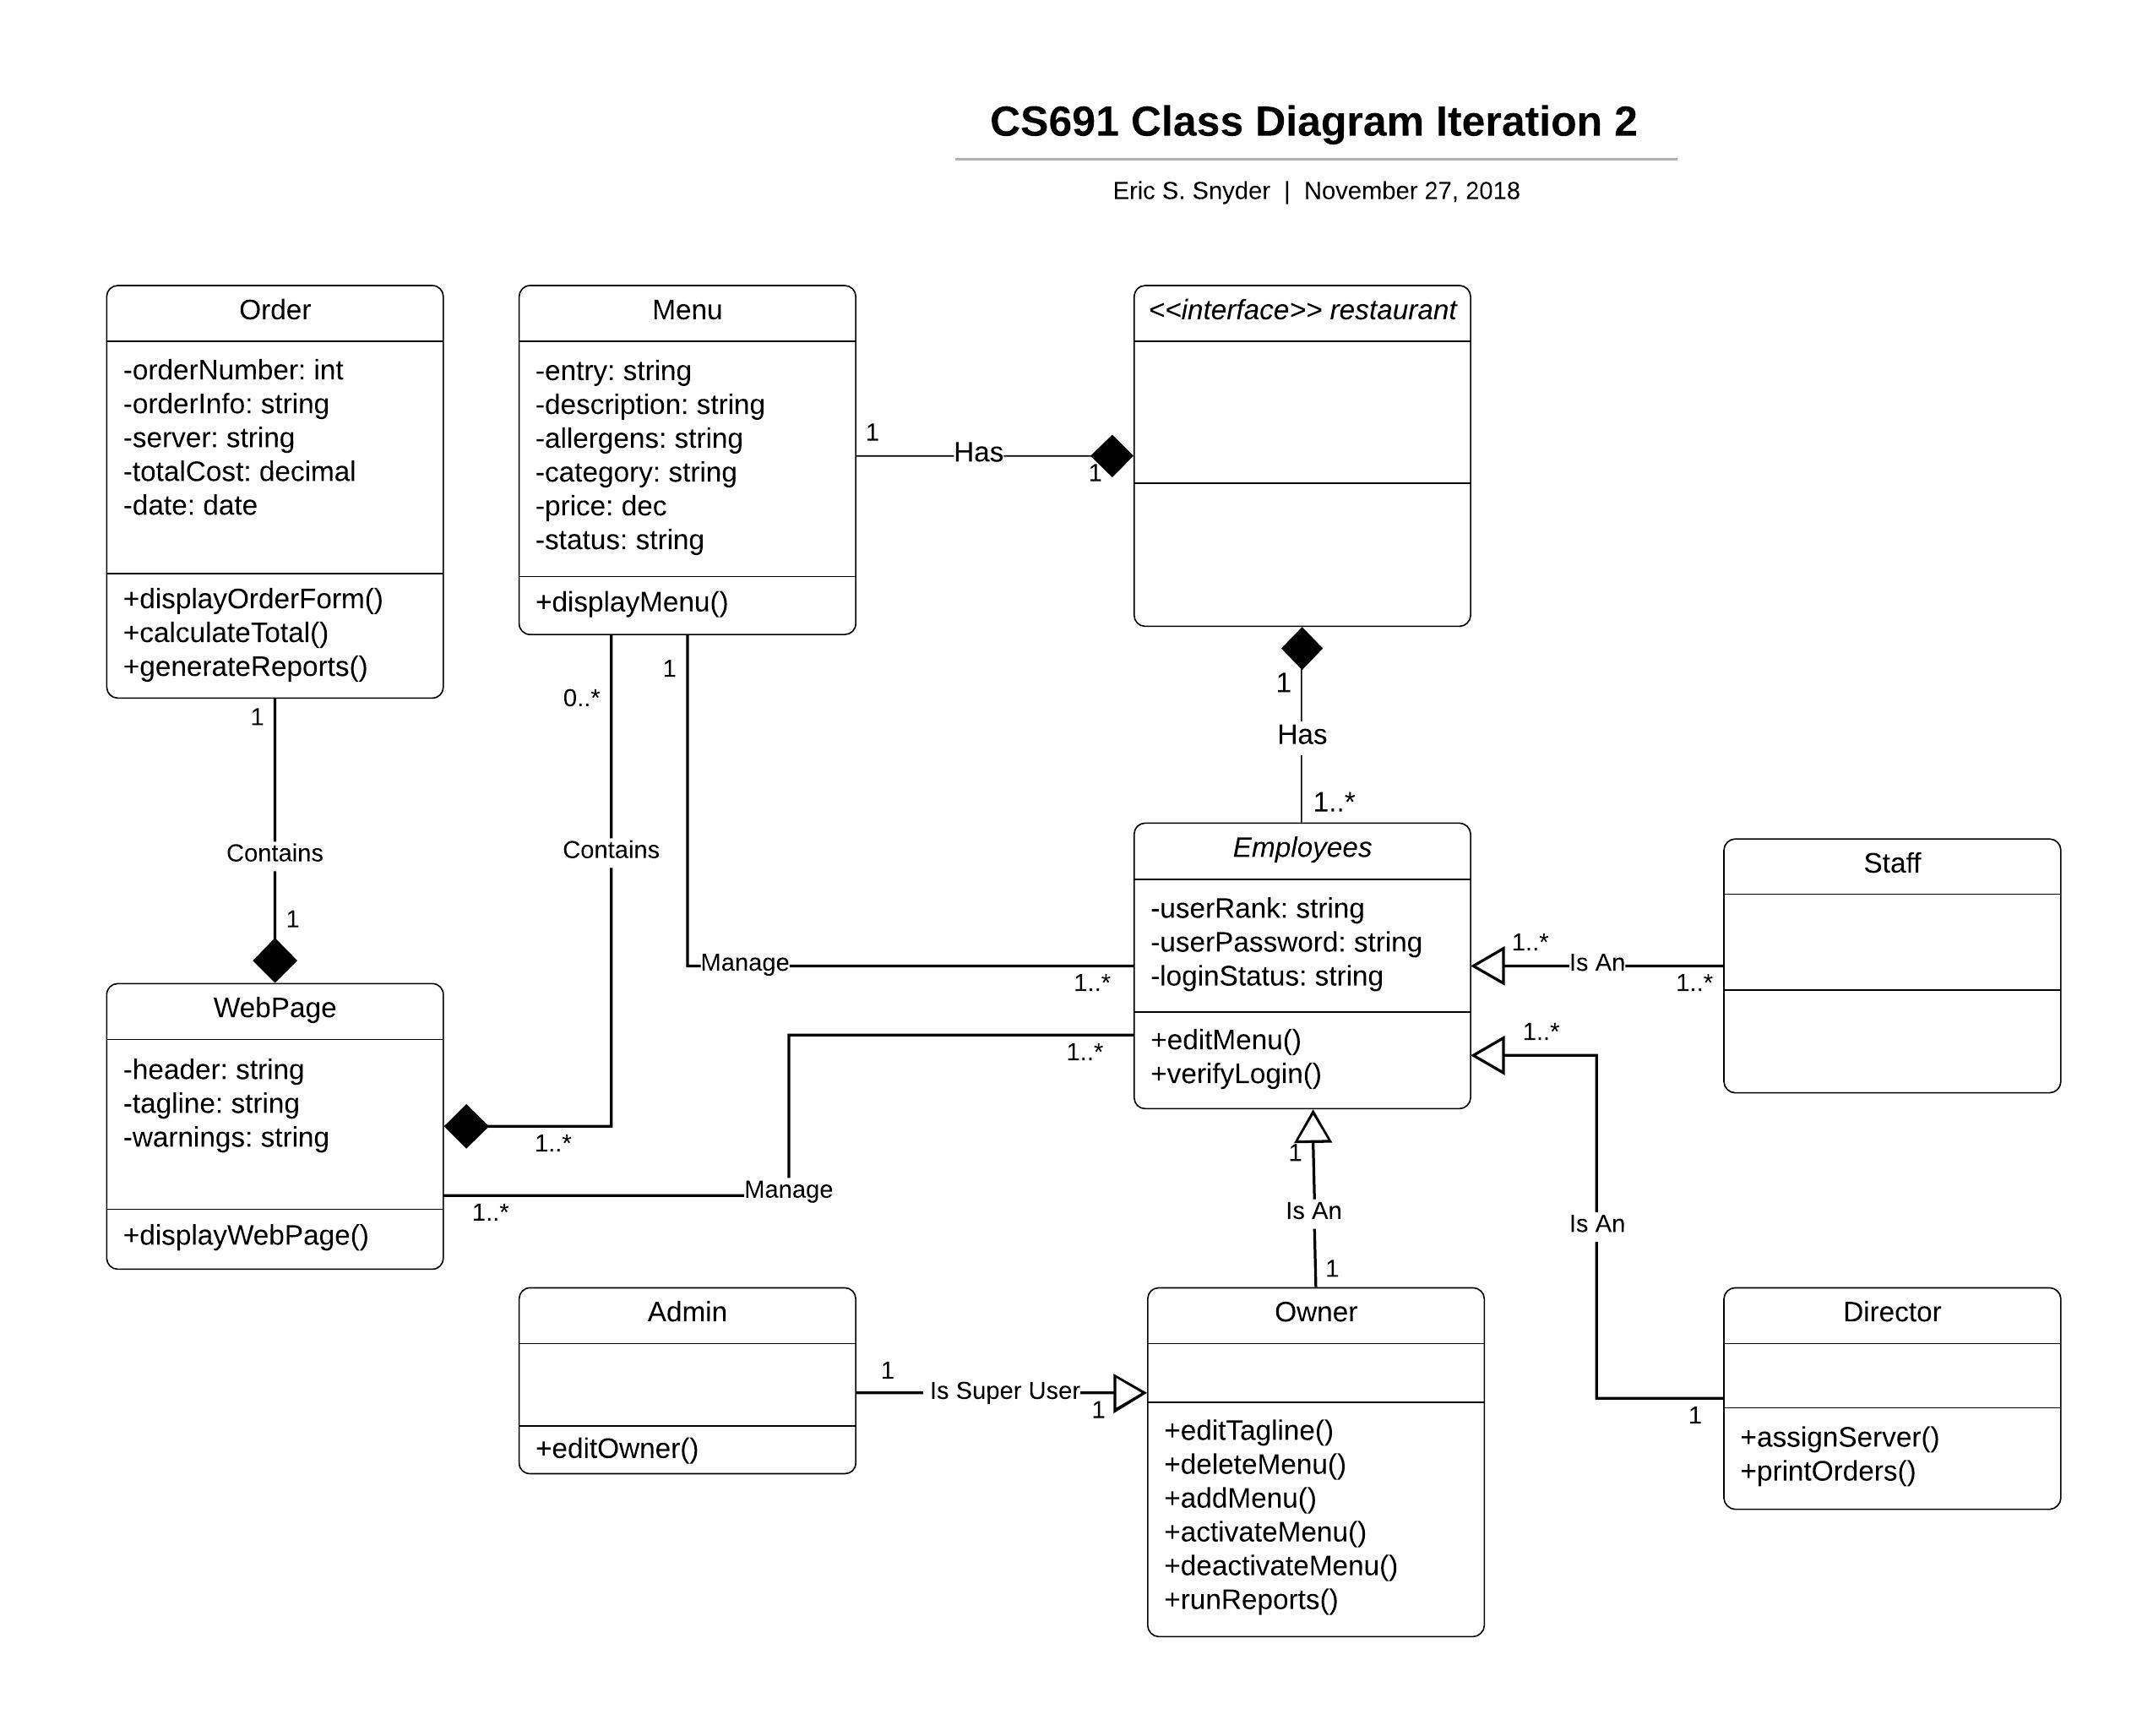 CS691 Class Diagram Iteration 2
Eric S. Snyder | November 27, 2018
Order
-orderNumber: int
-orderInfo: string
-server: string
-totalCost: decimal
-date: date
+displayOrderForm()
+calculateTotal()
+generateReports()
Menu
-entry: string
-description: string
-allergens: string
-category: string
-price: dec
-status: string
+displayMenu()
<<interface>> restaurant
1
Has
1
1
Contains
1
0..*
Contains
1..*
1
Manage
1..*
1
Has
1..*
Employees
-userRank: string
-userPassword: string
-loginStatus: string
+editMenu()
+verifyLogin()
Staff
1..*
Is An
1..*
WebPage
-header: string
-tagline: string
-warnings: string
+displayWebPage()
1..*
Manage
1..*
1
Is An
1
1..*
Is An
1
Admin
+editOwner()
1
Is Super User
1
Owner
+editTagline()
+deleteMenu()
+addMenu()
+activateMenu()
+deactivateMenu()
+runReports()
Director
+assignServer()
+printOrders()